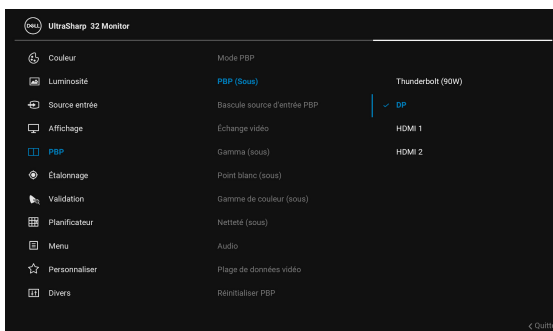 DELL UltraSharp 32 Monitor
Couleur
Luminosité
Source entrée
Affichage
PBP
Étalonnage
Validation
Planificateur
Menu
Personnaliser
Divers
Mode PBP
PBP (Sous)
Bascule source d'entrée PBP
Échange vidéo
Gamma (sous)
Point blanc (sous)
Gamme de couleur (sous)
Netteté (sous)
Audio
Plage de données vidéo
Réinitialiser PBP
Thunderbolt (90W)
DP
HDMI 1
HDMI 2
Quitt